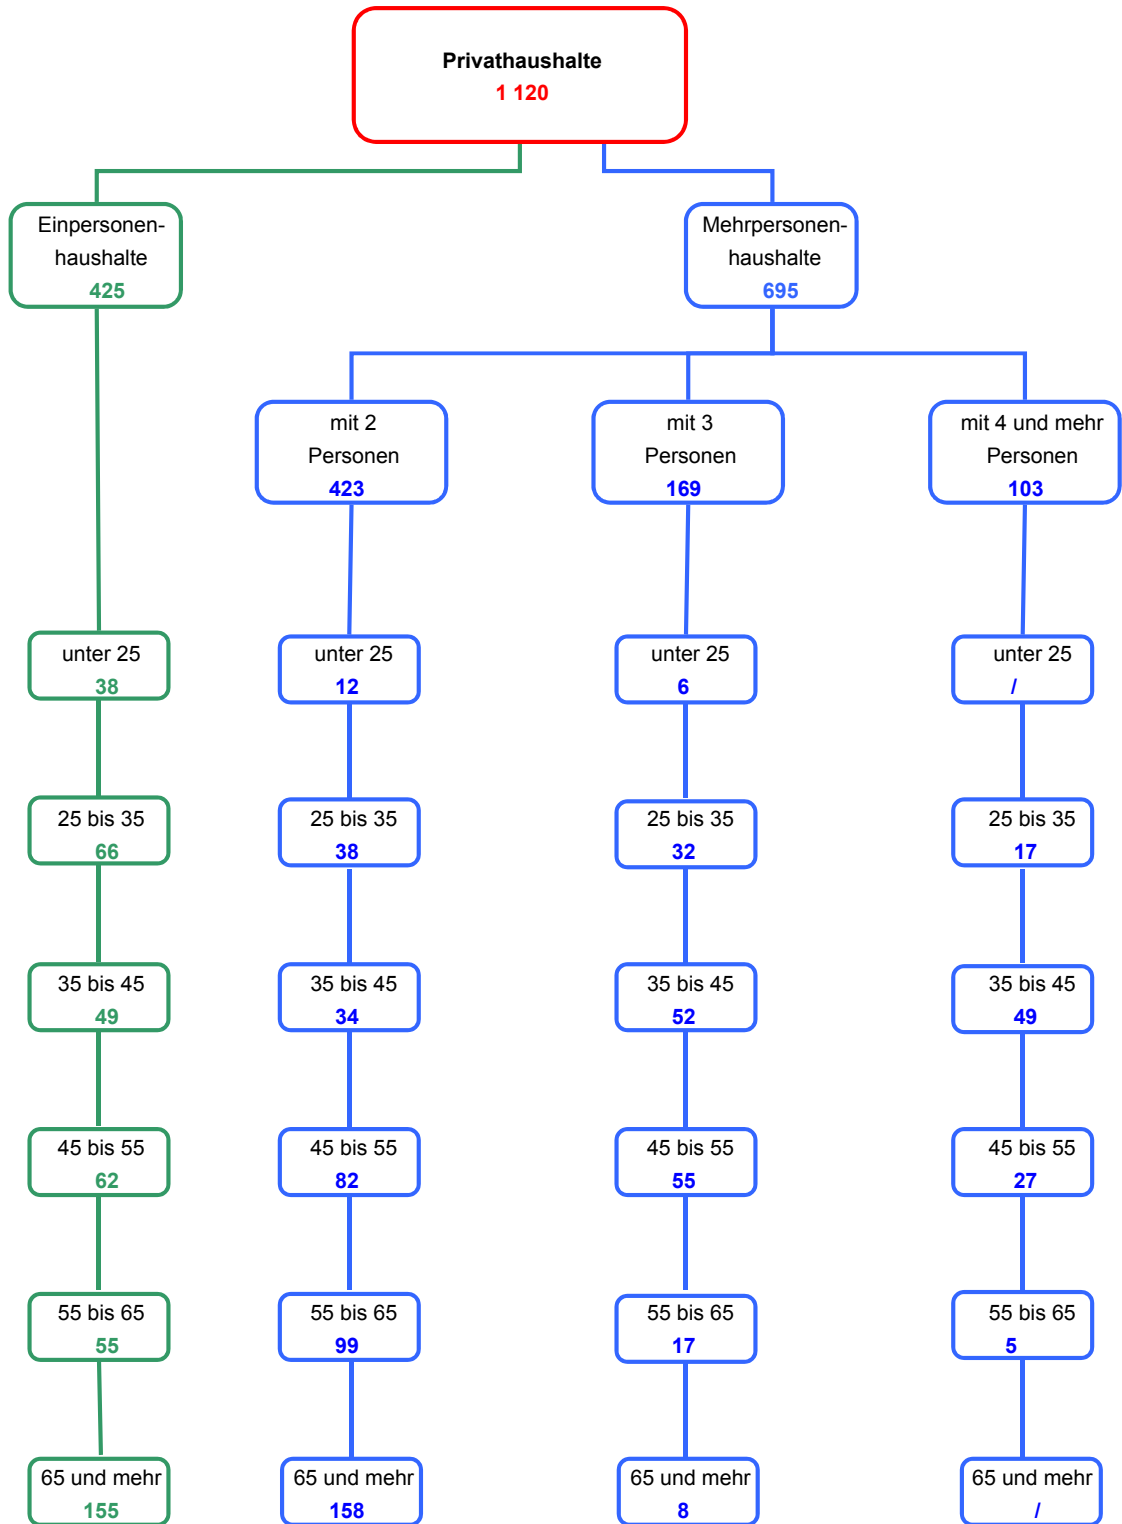 Privathaushalte
1 120
Einpersonen-
haushalte
425
Mehrpersonen-
haushalte
695
mit 2
Personen
423
mit 3
Personen
169
mit 4 und mehr
Personen
103
unter 25
38
unter 25
12
unter 25
6
unter 25
/
25 bis 35
66
25 bis 35
38
25 bis 35
32
25 bis 35
17
35 bis 45
49
35 bis 45
34
35 bis 45
52
35 bis 45
49
45 bis 55
62
45 bis 55
82
45 bis 55
55
45 bis 55
27
55 bis 65
55
55 bis 65
99
55 bis 65
17
55 bis 65
5
65 und mehr
155
65 und mehr
158
65 und mehr
8
65 und mehr
/